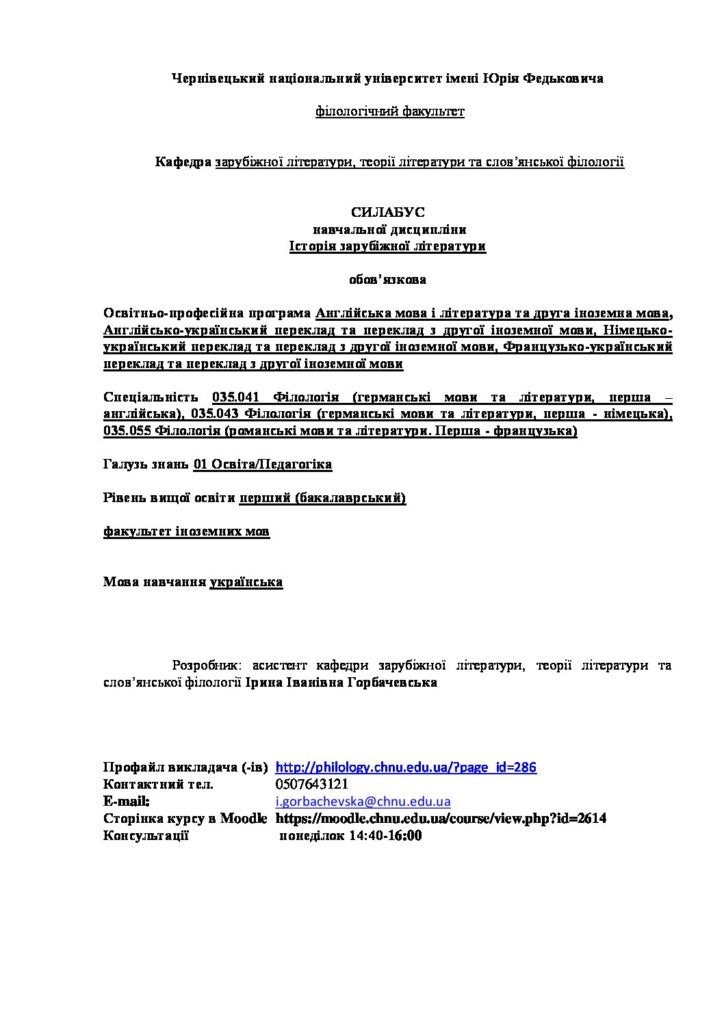 Чернівецький національний університет імені Юрія Федьковича
філологічний факультет
Кафедра зарубіжної літератури, теорії літератури та слов’янської філології
СИЛАБУС
навчальної дисципліни
Історія зарубіжної літератури
обов’язкова
Освітньо-професійна програма Англійська мова і література та друга іноземна мова,
Англійсько-український переклад та переклад з другої іноземної мови, Німецько-
український переклад та переклад з другої іноземної мови, Французько-український
переклад та переклад з другої іноземної мови
Спеціальність 035.041 Філологія (германські мови та літератури, перша –
англійська), 035.043 Філологія (германські мови та літератури, перша - німецька),
035.055 Філологія (романські мови та літератури. Перша - французька)
Галузь знань 01 Освіта/Педагогіка
Рівень вищої освіти перший (бакалаврський)
факультет іноземних мов
Мова навчання українська
Розробник: асистент кафедри зарубіжної літератури, теорії літератури та
слов’янської філології Ірина Іванівна Горбачевська
Профайл викладача (-ів) http://philology.chnu.edu.ua/?page_id=286
Контактний тел. 0507643121
E-mail: i.gorbachevska@chnu.edu.ua
Сторінка курсу в Moodle https://moodle.chnu.edu.ua/course/view.php?id=2614
Консультації понеділок 14:40-16:00